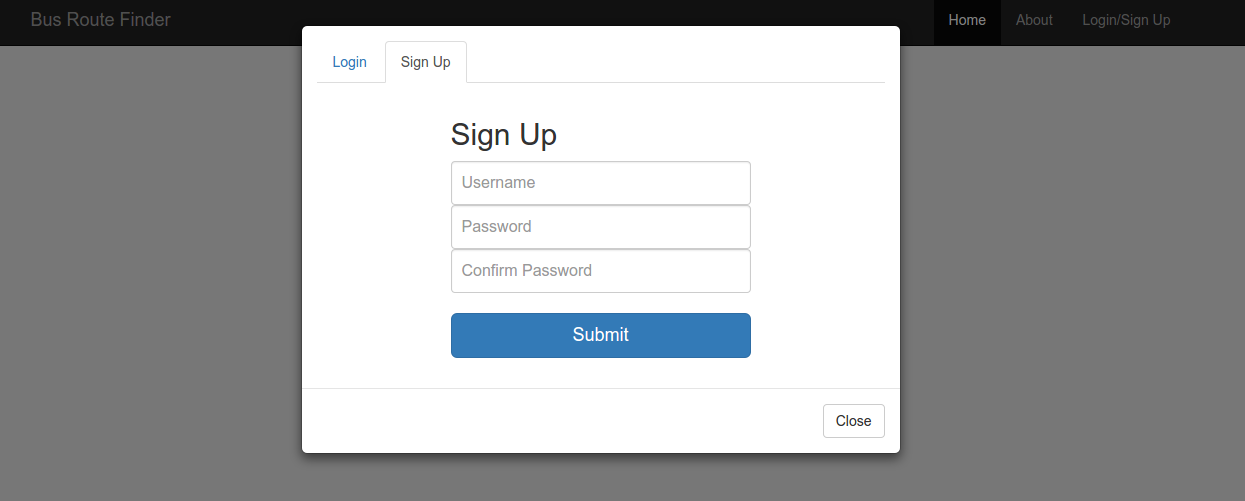 Bus Route Finder
Home About Login/Sign Up
Login Sign Up
Sign Up
Username
Password
Confirm Password
Submit
Close